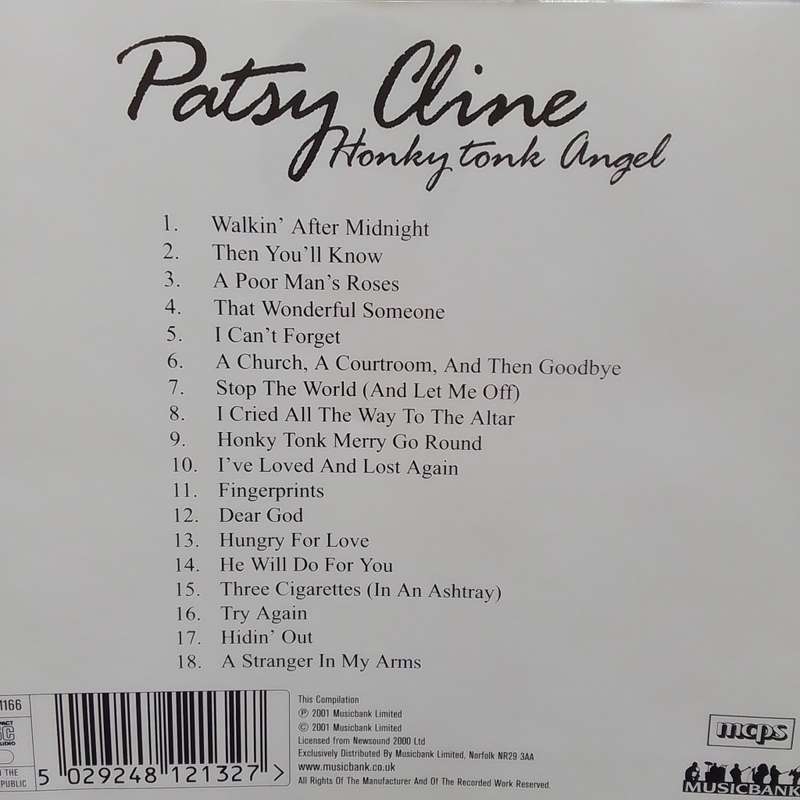 Patsy Cline
Honky tonk Angel
1. Walkin' After Midnight
2. Then You'll Know
3. A Poor Man's Roses
4. That Wonderful Someone
5. I Can't Forget
6. A Church, A Courtroom, And Then Goodbye
7. Stop The World (And Let Me Off)
8. I Cried All The Way To The Altar
9. Honky Tonk Merry Go Round
10. I've Loved And Lost Again
11. Fingerprints
12. Dear God
13. Hungry For Love
14. He Will Do For You
15. Three Cigarettes (In An Ashtray)
16. Try Again
17. Hidin' Out
18. A Stranger In My Arms
1166
5 029248 121327 >
This Compilation
℗ 2001 Musicbank Limited
© 2001 Musicbank Limited
Licensed from Newsound 2000 Ltd
Exclusively Distributed By Musicbank Limited, Norfolk NR29 3AA
www.musicbank.co.uk
All Rights Of The Manufacturer And Of The Recorded Work Reserved.
mcps
MUSICBANK